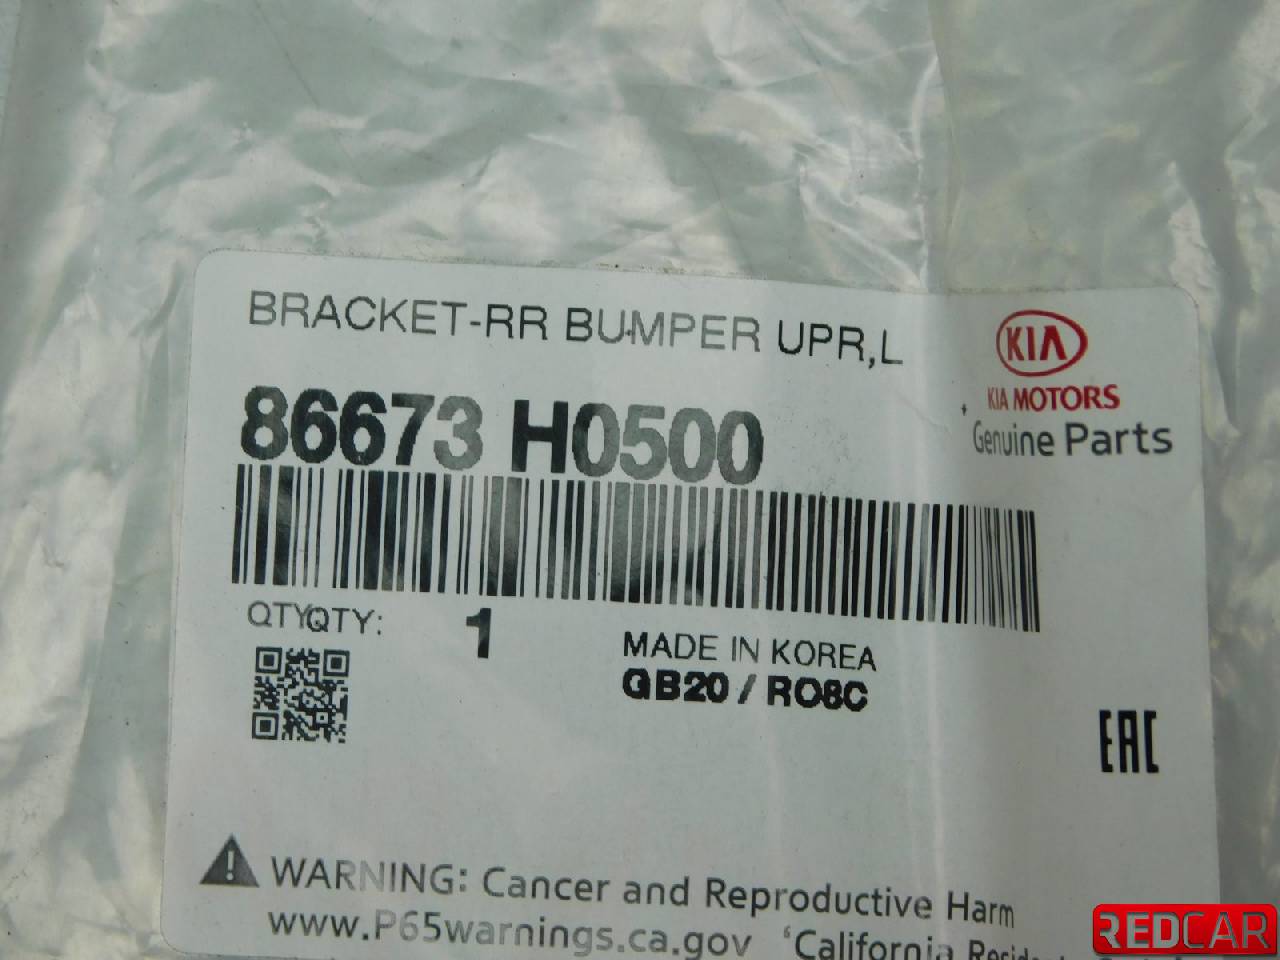 BRACKET-RR BUMPER UPR,L
KIA
KIA MOTORS
Genuine Parts
86673 H0500
QTYQTY: 1
MADE IN KOREA
GB20 / RO8C
EAC
WARNING: Cancer and Reproductive Harm
www.P65warnings.ca.gov 'California
REDCAR